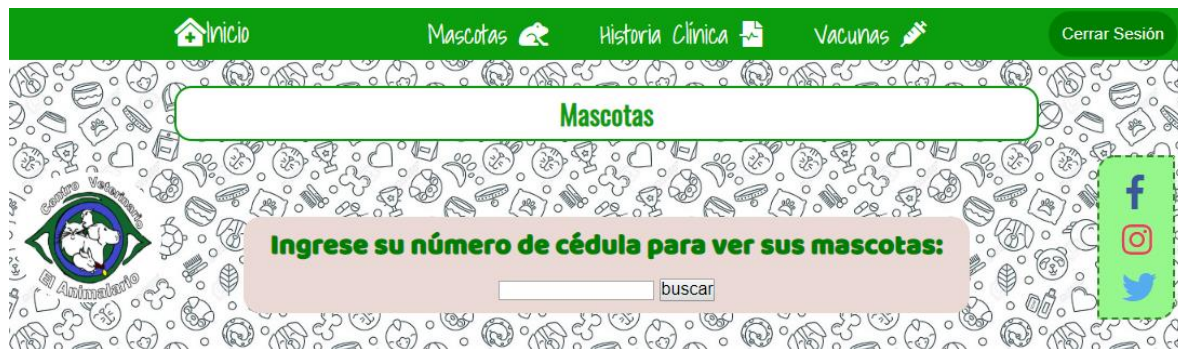 Inicio
Mascotas
Historia Clínica
Vacunas
Cerrar Sesión
Mascotas
Centro Veterinario
El Animalario
Ingrese su número de cédula para ver sus mascotas:
buscar